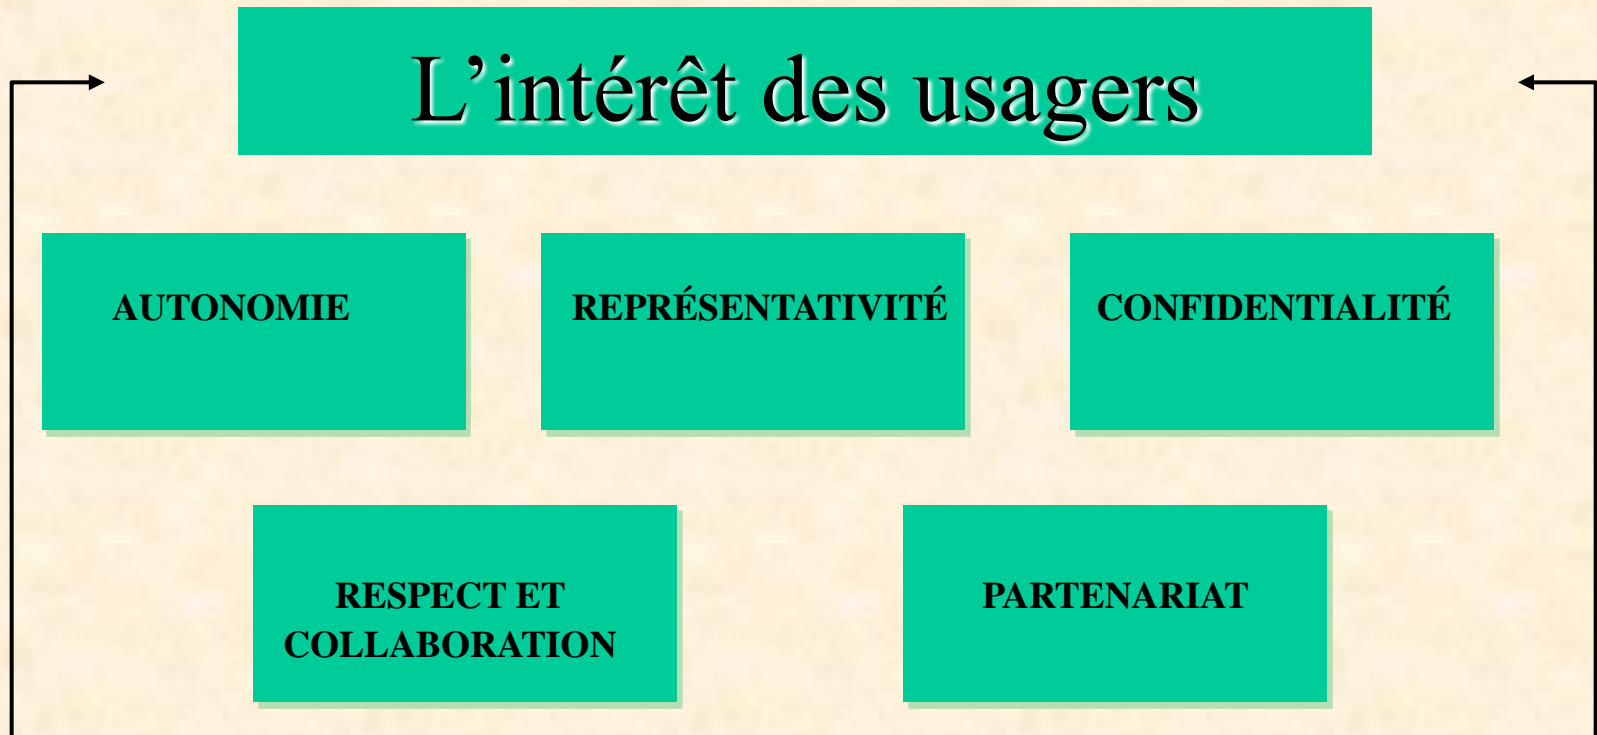 L’intérêt des usagers
AUTONOMIE
REPRÉSENTATIVITÉ
CONFIDENTIALITÉ
RESPECT ET
COLLABORATION
PARTENARIAT